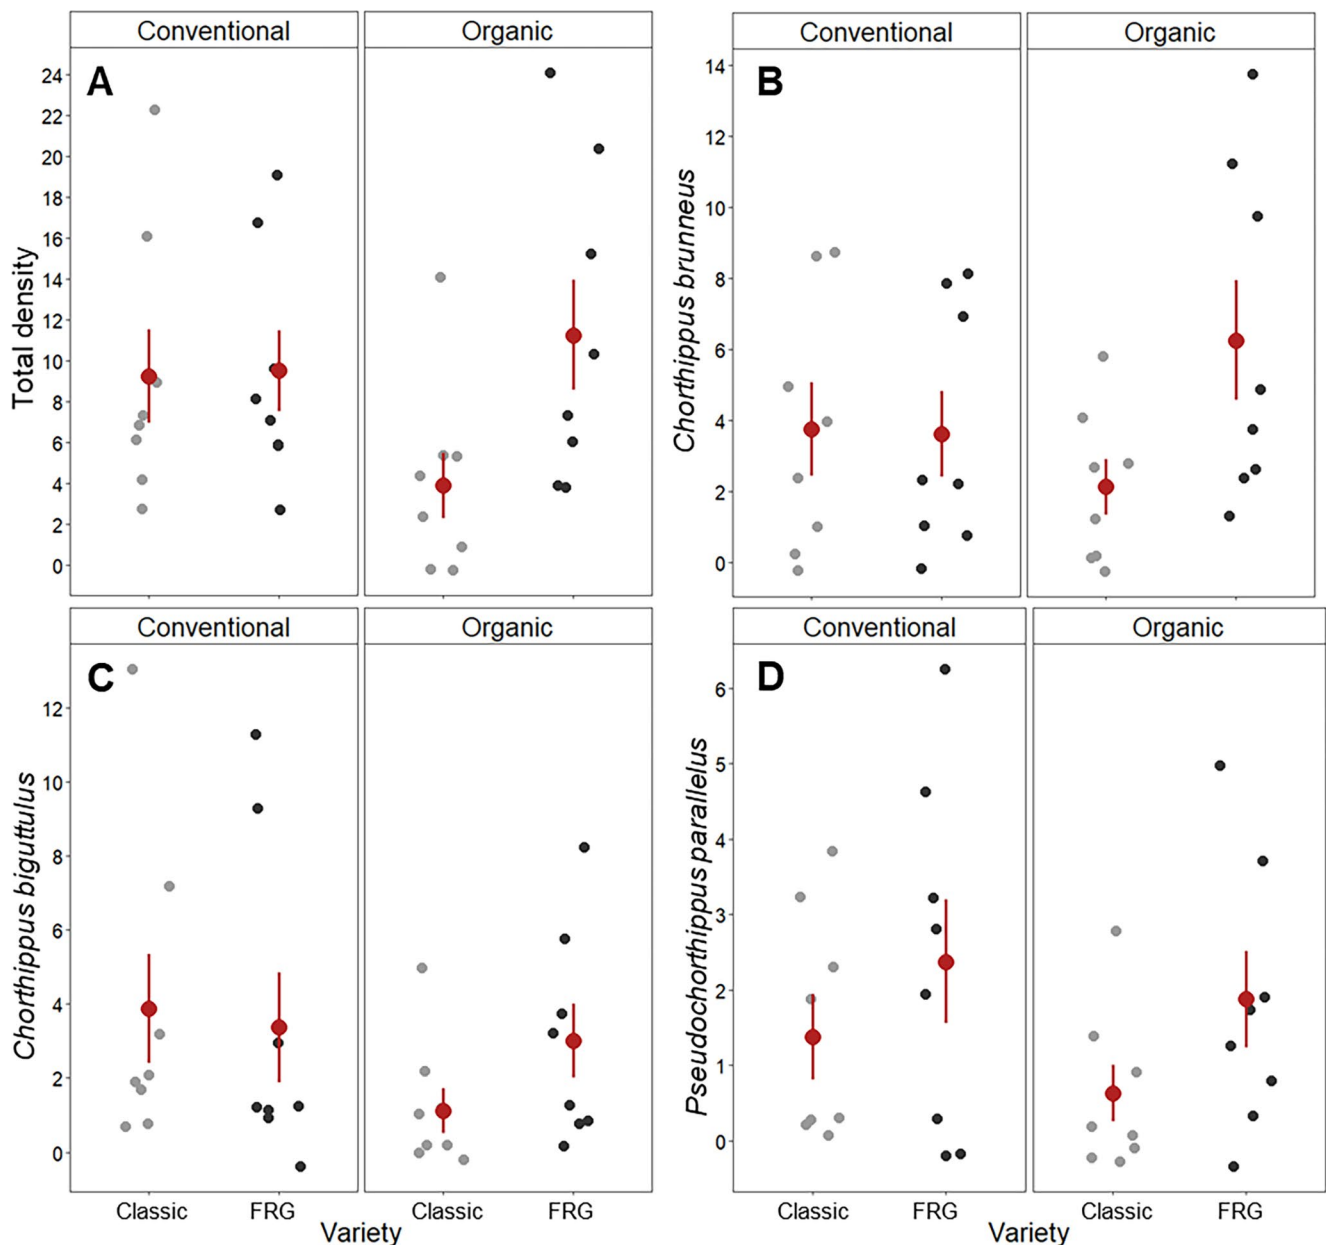 Conventional Organic
A
Total density
24
22
20
18
16
14
12
10
8
6
4
2
0
Conventional Organic
B
Chorthippus brunneus
14
12
10
8
6
4
2
0
Conventional Organic
C
Chorthippus biguttulus
12
10
8
6
4
2
0
Classic FRG Classic FRG
Variety
Conventional Organic
D
Pseudochorthippus parallelus
6
5
4
3
2
1
0
Classic FRG Classic FRG
Variety